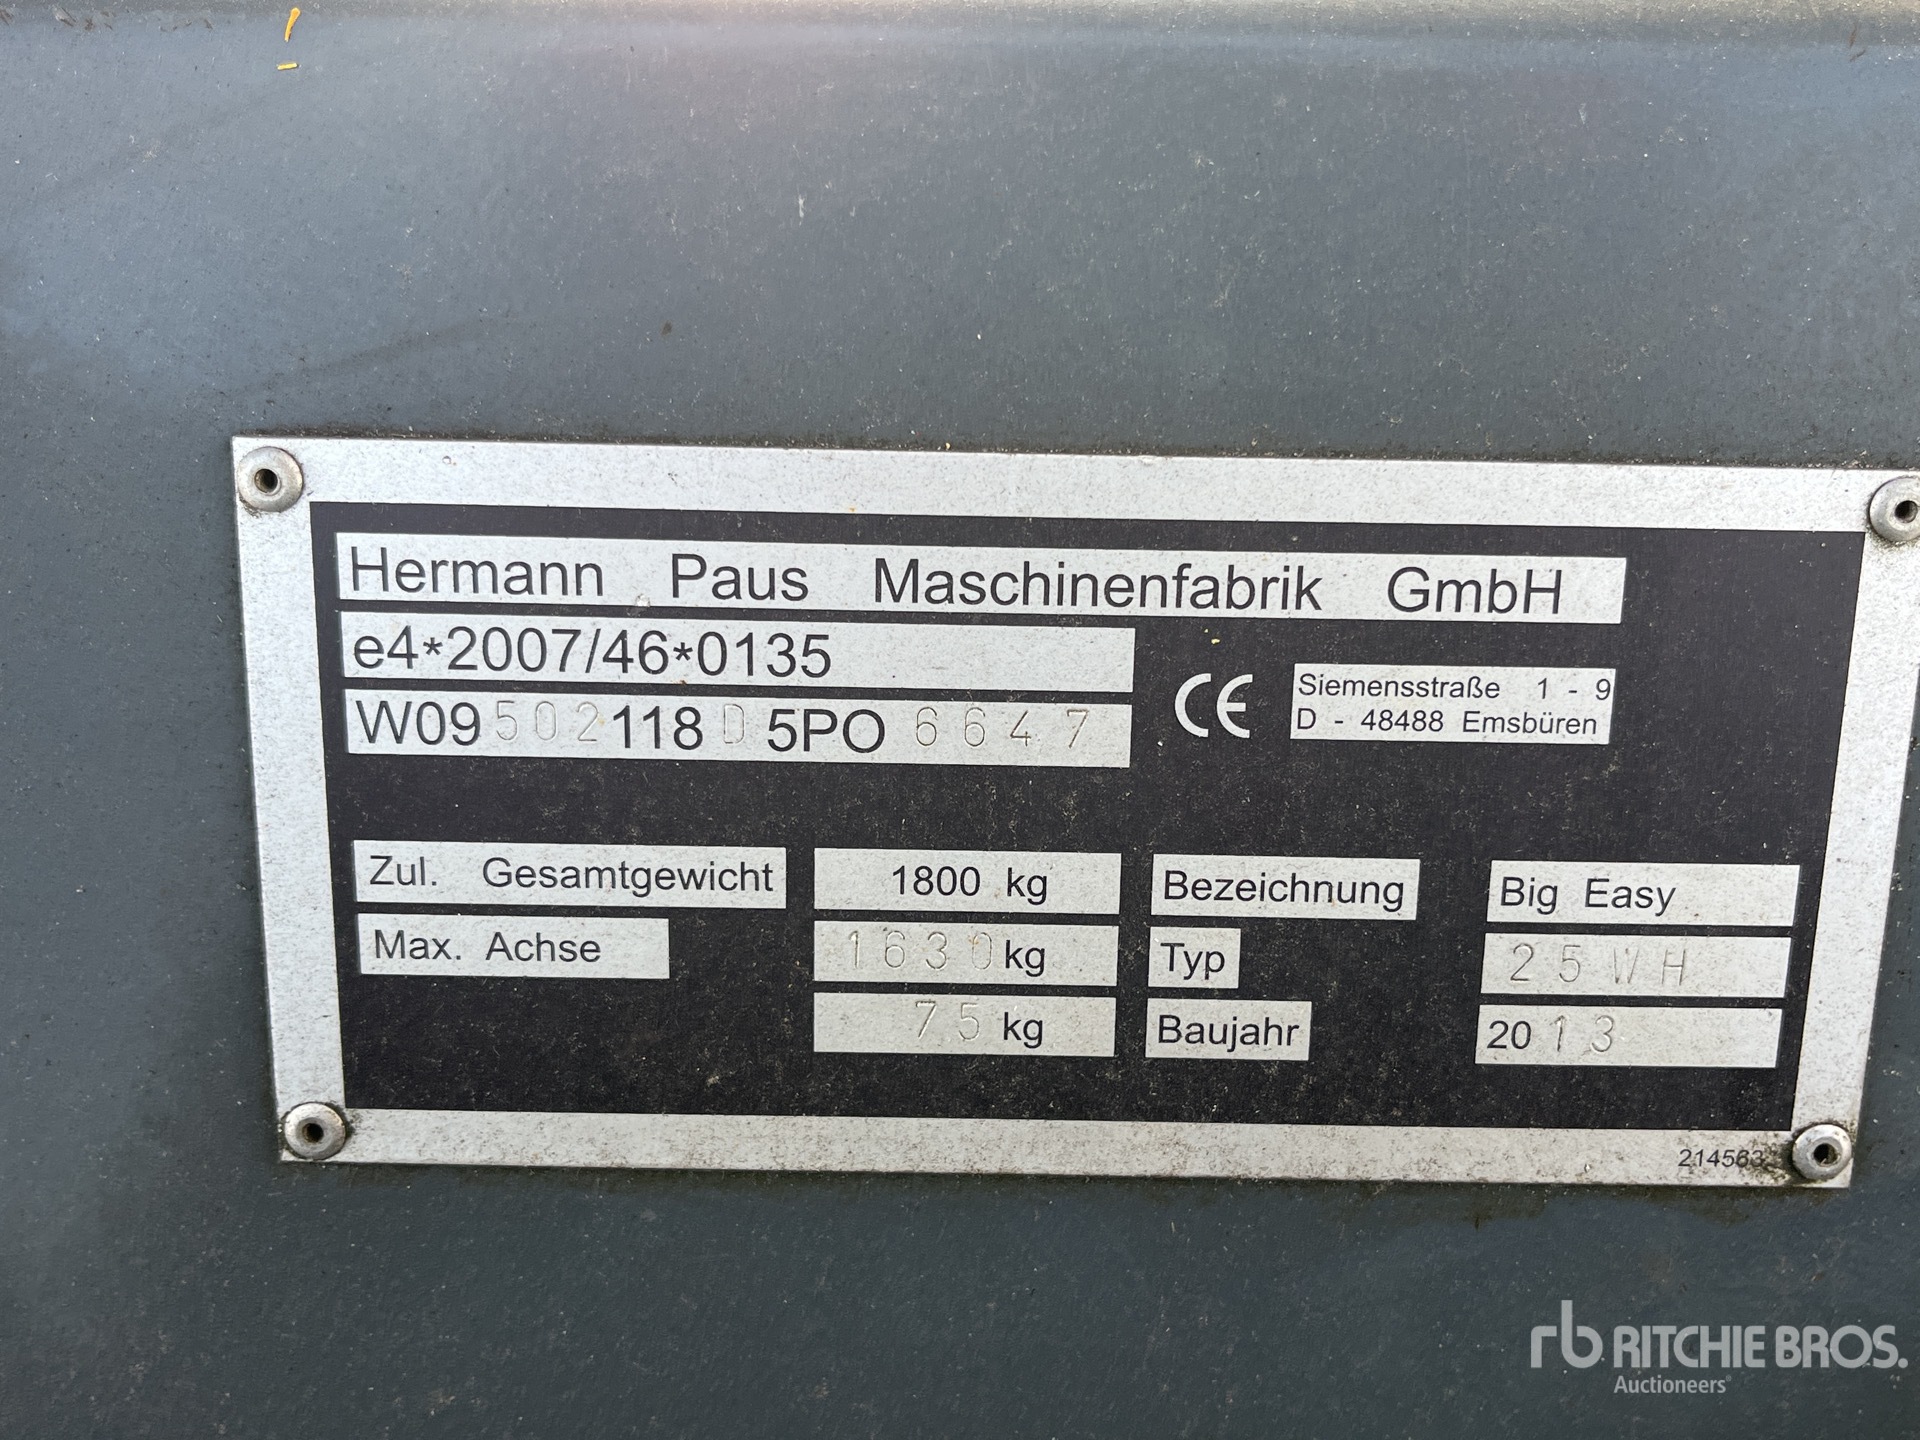 Hermann Paus Maschinenfabrik GmbH
e4*2007/46*0135
W09502118D5PO6647
CE
Siemensstraße 1 - 9
D - 48488 Emsbüren
Zul. Gesamtgewicht 1800 kg
Max. Achse 1630 kg
75 kg
Bezeichnung Big Easy
Typ 25WH
Baujahr 2013
214563
rb RITCHIE BROS.
Auctioneers